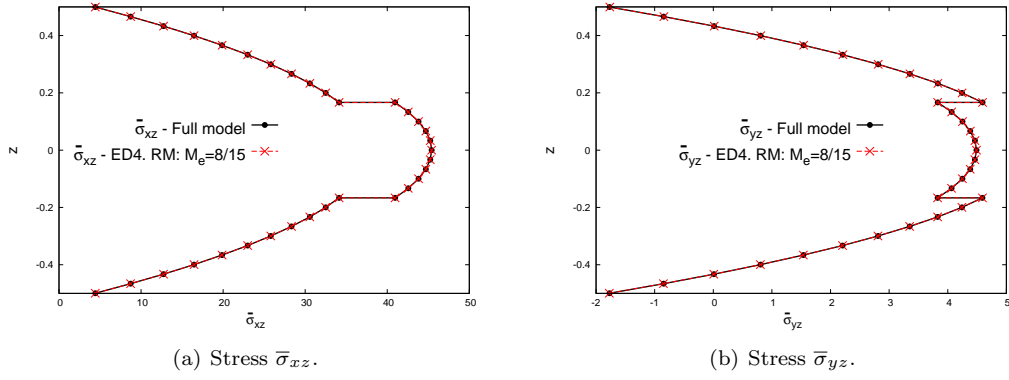 0.4
0.2
0
-0.2
-0.4
z
σ̄xz - Full model
σ̄xz - ED4. RM: Me=8/15
0 10 20 30 40 50
σ̄xz
(a) Stress σ̄xz.
0.4
0.2
0
-0.2
-0.4
z
σ̄yz - Full model
σ̄yz - ED4. RM: Me=8/15
-2 -1 0 1 2 3 4 5
σ̄yz
(b) Stress σ̄yz.